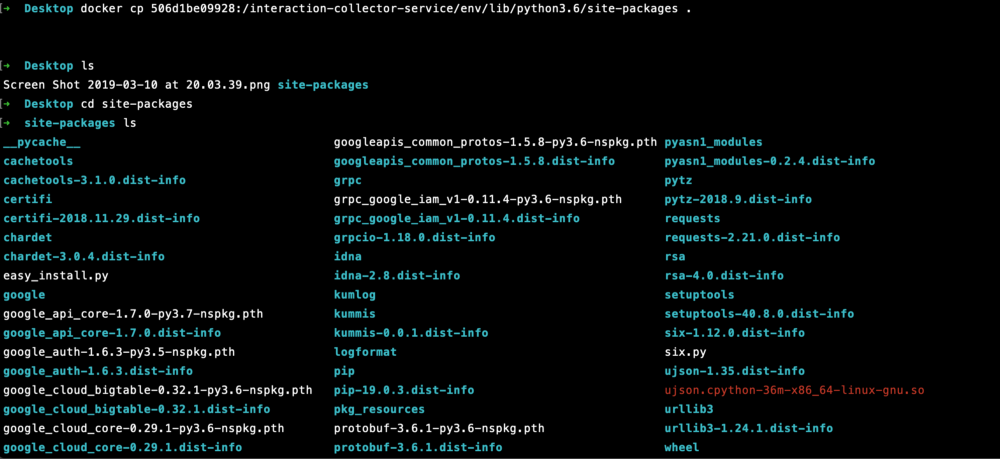 [→ Desktop docker cp 506d1be09928:/interaction-collector-service/env/lib/python3.6/site-packages .
[→ Desktop ls
Screen Shot 2019-03-10 at 20.03.39.png site-packages
[→ Desktop cd site-packages
[→ site-packages ls
__pycache__ googleapis_common_protos-1.5.8-py3.6-nspkg.pth pyasn1_modules
cachetools googleapis_common_protos-1.5.8.dist-info pyasn1_modules-0.2.4.dist-info
cachetools-3.1.0.dist-info grpc pytz
certifi grpc_google_iam_v1-0.11.4-py3.6-nspkg.pth pytz-2018.9.dist-info
certifi-2018.11.29.dist-info grpc_google_iam_v1-0.11.4.dist-info requests
chardet grpcio-1.18.0.dist-info requests-2.21.0.dist-info
chardet-3.0.4.dist-info idna rsa
easy_install.py idna-2.8.dist-info rsa-4.0.dist-info
google kumlog setuptools
google_api_core-1.7.0-py3.7-nspkg.pth kummis setuptools-40.8.0.dist-info
google_api_core-1.7.0.dist-info kummis-0.0.1.dist-info six-1.12.0.dist-info
google_auth-1.6.3-py3.5-nspkg.pth logformat six.py
google_auth-1.6.3.dist-info pip ujson-1.35.dist-info
google_cloud_bigtable-0.32.1-py3.6-nspkg.pth pip-19.0.3.dist-info ujson.cpython-36m-x86_64-linux-gnu.so
google_cloud_bigtable-0.32.1.dist-info pkg_resources urllib3
google_cloud_core-0.29.1-py3.6-nspkg.pth protobuf-3.6.1-py3.6-nspkg.pth urllib3-1.24.1.dist-info
google_cloud_core-0.29.1.dist-info protobuf-3.6.1.dist-info wheel